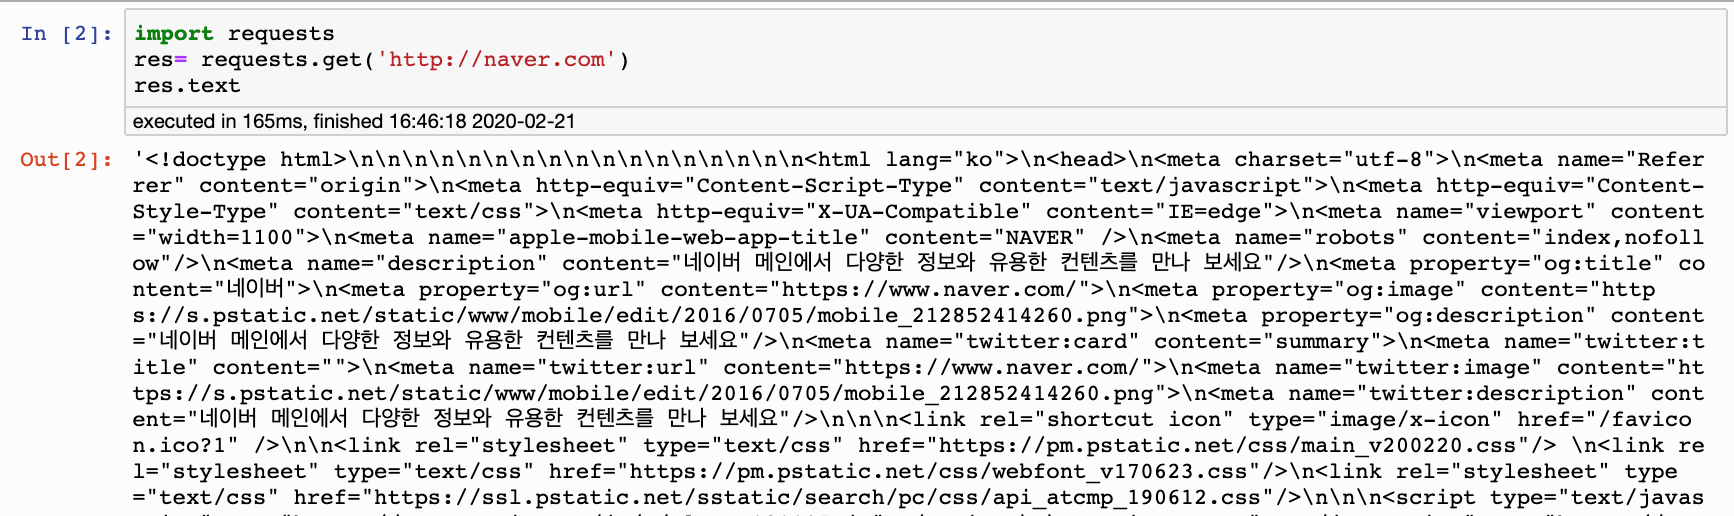 In [2]: import requests
res= requests.get('http://naver.com')
res.text
executed in 165ms, finished 16:46:18 2020-02-21
Out[2]: '<!doctype html>\n\n\n\n\n\n\n\n\n\n\n\n\n\n\n\n\n<html lang="ko">\n<head>\n<meta charset="utf-8">\n<meta name="Refer
rer" content="origin">\n<meta http-equiv="Content-Script-Type" content="text/javascript">\n<meta http-equiv="Content-
Style-Type" content="text/css">\n<meta http-equiv="X-UA-Compatible" content="IE=edge">\n<meta name="viewport" content
="width=1100">\n<meta name="apple-mobile-web-app-title" content="NAVER" />\n<meta name="robots" content="index,nofoll
ow"/>\n<meta name="description" content="네이버 메인에서 다양한 정보와 유용한 컨텐츠를 만나 보세요"/>\n<meta property="og:title" co
ntent="네이버">\n<meta property="og:url" content="https://www.naver.com/">\n<meta property="og:image" content="http
s://s.pstatic.net/static/www/mobile/edit/2016/0705/mobile_212852414260.png">\n<meta property="og:description" content
="네이버 메인에서 다양한 정보와 유용한 컨텐츠를 만나 보세요"/>\n<meta name="twitter:card" content="summary">\n<meta name="twitter:t
itle" content="">\n<meta name="twitter:url" content="https://www.naver.com/">\n<meta name="twitter:image" content="ht
tps://s.pstatic.net/static/www/mobile/edit/2016/0705/mobile_212852414260.png">\n<meta name="twitter:description" cont
ent="네이버 메인에서 다양한 정보와 유용한 컨텐츠를 만나 보세요"/>\n\n\n<link rel="shortcut icon" type="image/x-icon" href="/favico
n.ico?1" />\n\n<link rel="stylesheet" type="text/css" href="https://pm.pstatic.net/css/main_v200220.css"/> \n<link re
l="stylesheet" type="text/css" href="https://pm.pstatic.net/css/webfont_v170623.css"/>\n<link rel="stylesheet" type
="text/css" href="https://ssl.pstatic.net/sstatic/search/pc/css/api_atcmp_190612.css"/>\n\n\n<script type="text/javas